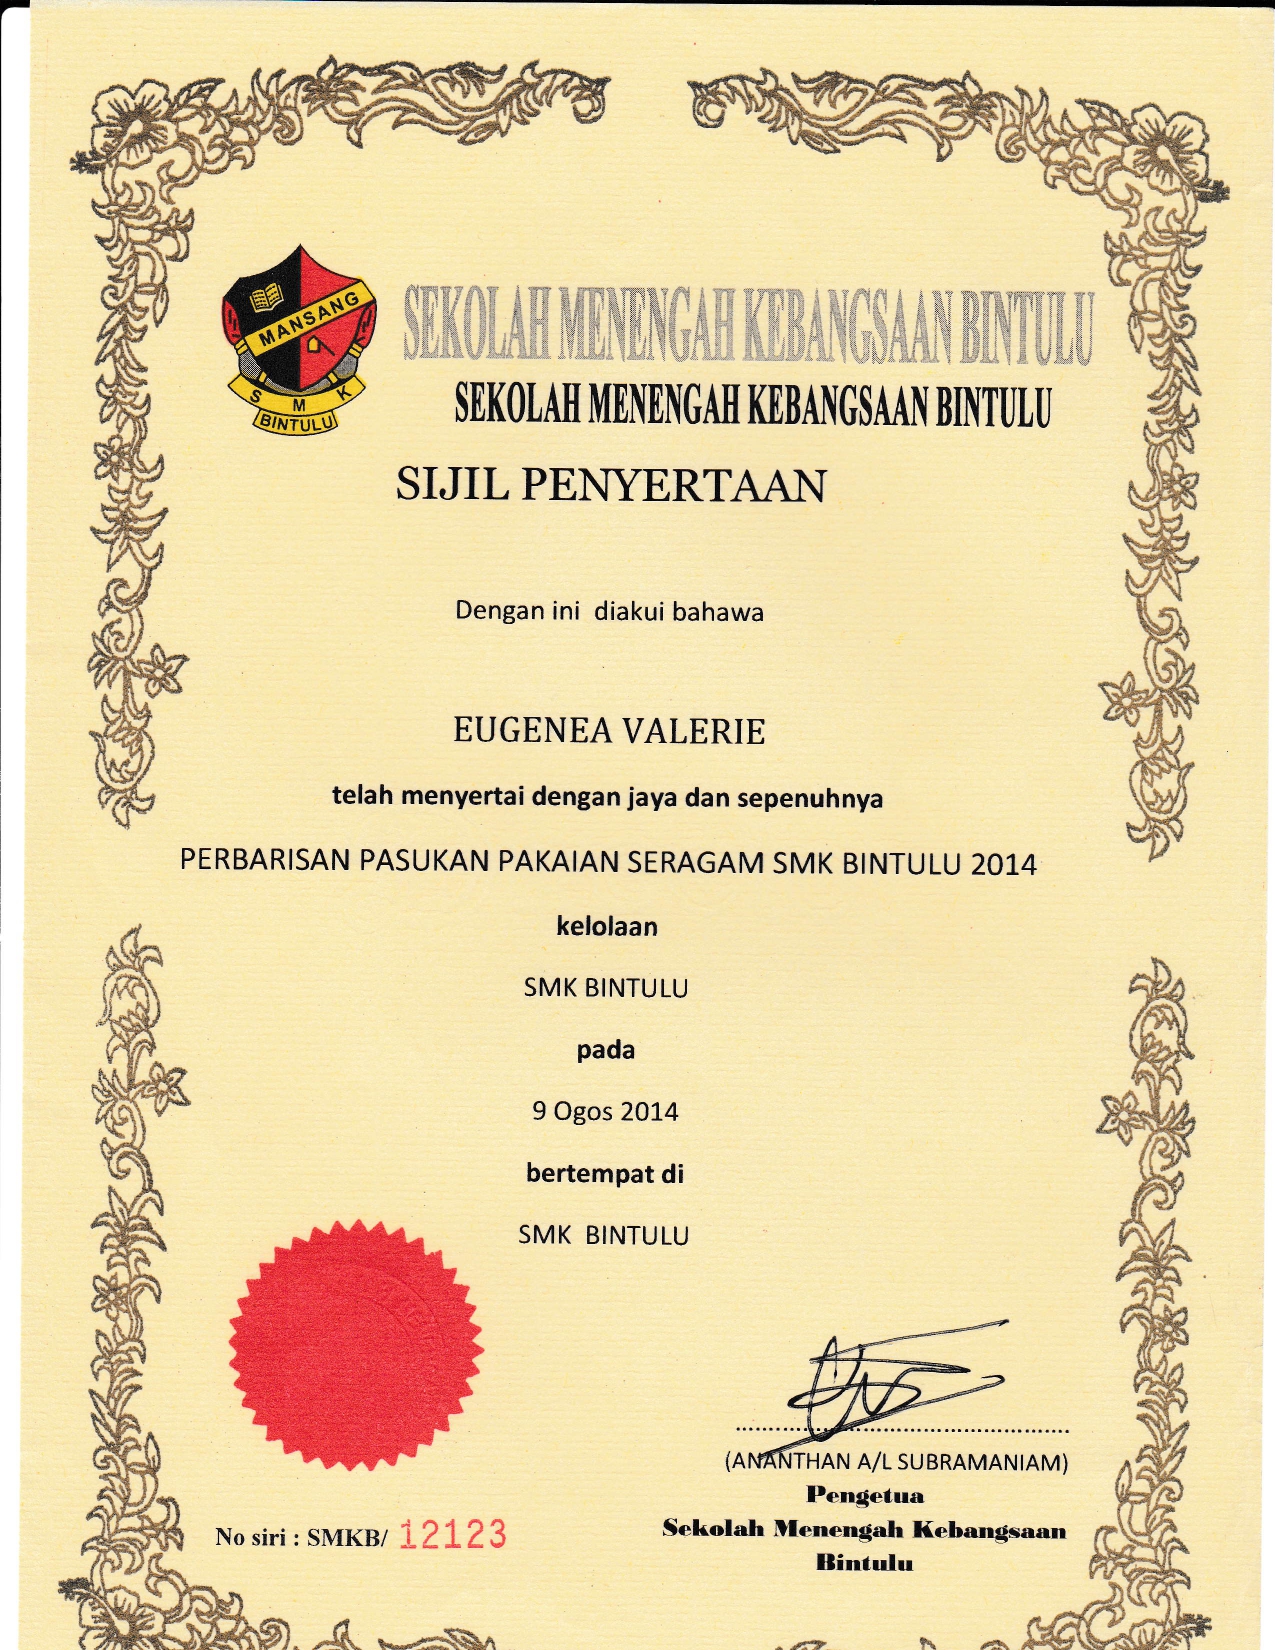 MANSANG
S M K
BINTULU
SEKOLAH MENENGAH KEBANGSAAN BINTULU
SEKOLAH MENENGAH KEBANGSAAN BINTULU
SIJIL PENYERTAAN
Dengan ini diakui bahawa
EUGENEA VALERIE
telah menyertai dengan jaya dan sepenuhnya
PERBARISAN PASUKAN PAKAIAN SERAGAM SMK BINTULU 2014
kelolaan
SMK BINTULU
pada
9 Ogos 2014
bertempat di
SMK BINTULU
(ANANTHAN A/L SUBRAMANIAM)
Pengetua
Sekolah Menengah Kebangsaan
Bintulu
No siri : SMKB/ 12123